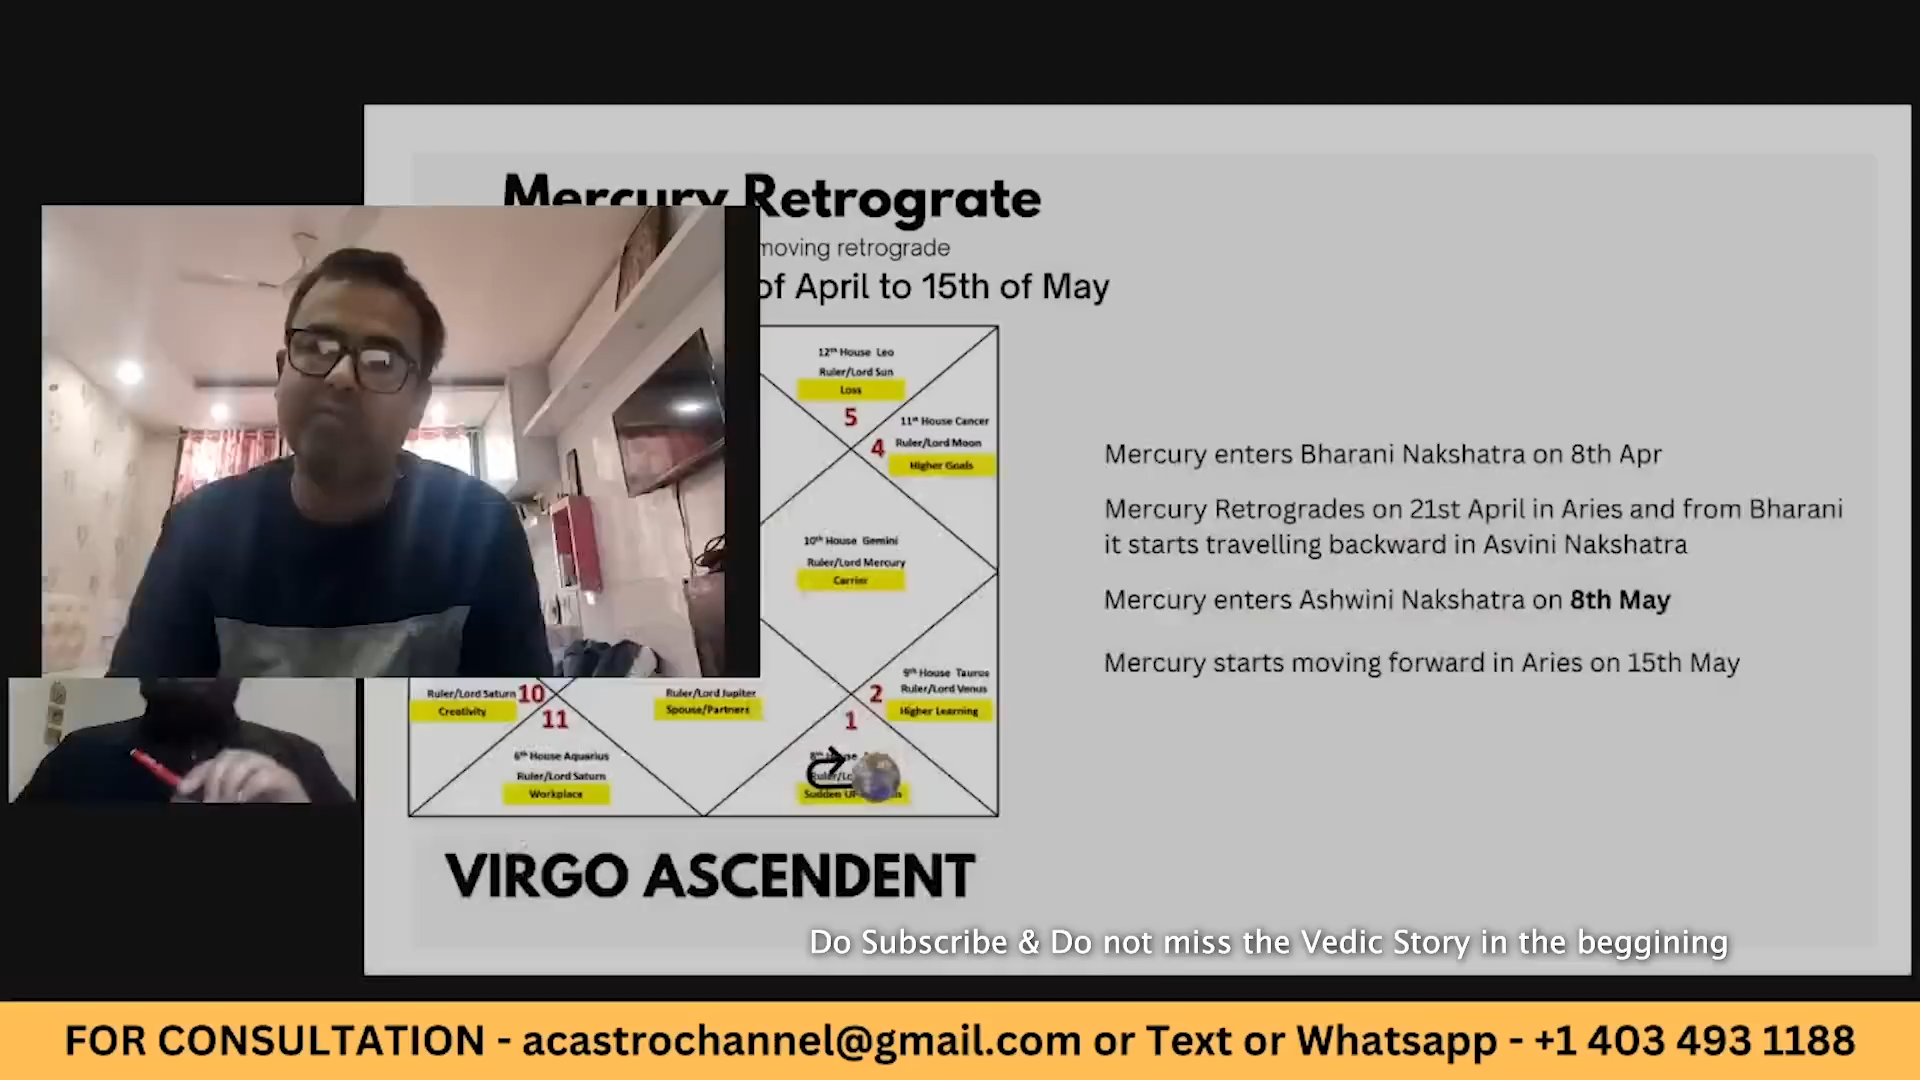 Mercury Retrograte
moving retrograde
of April to 15th of May
12th House Leo
Ruler/Lord Sun
Loss
5
11th House Cancer
4
Ruler/Lord Moon
Higher Goals
10th House Gemini
Ruler/Lord Mercury
Carrier
Mercury enters Bharani Nakshatra on 8th Apr
Mercury Retrogrades on 21st April in Aries and from Bharani
it starts travelling backward in Asvini Nakshatra
Mercury enters Ashwini Nakshatra on 8th May
Mercury starts moving forward in Aries on 15th May
Ruler/Lord Saturn
10
Creativity
11
Ruler/Lord Jupiter
Spouse/Partners
9th House Taurus
2
Ruler/Lord Venus
Higher Learning
1
6th House Aquarius
Ruler/Lord Saturn
Workplace
8th House
Sudden
VIRGO ASCENDENT
Do Subscribe & Do not miss the Vedic Story in the beggining
FOR CONSULTATION - acastrochannel@gmail.com or Text or Whatsapp - +1 403 493 1188